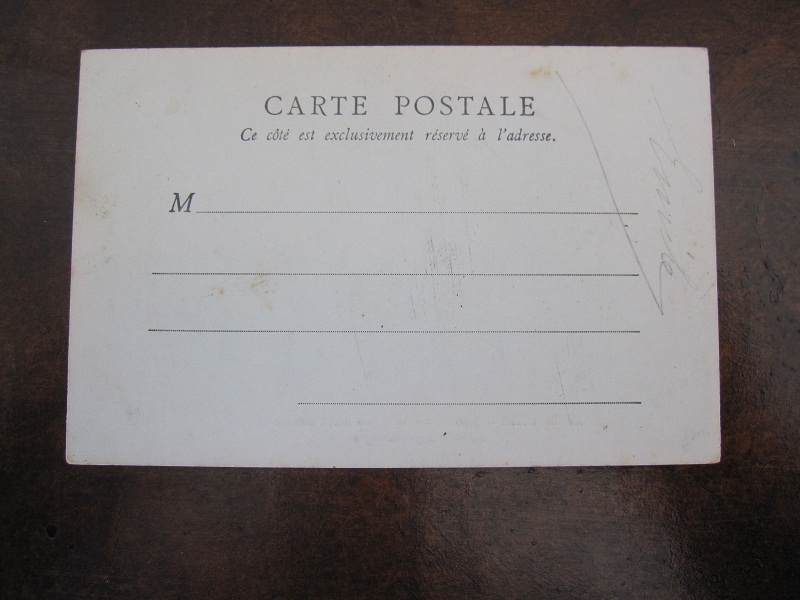 CARTE POSTALE
Ce côté est exclusivement réservé à l'adresse.
M